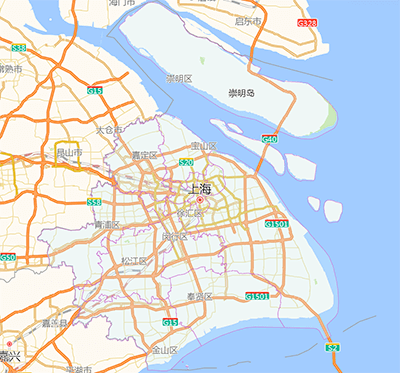 海门市
启东市
G328
S38
常熟市
G15
崇明区
崇明岛
太仓市
G40
宝山区
昆山市
嘉定区
S20
上海
S58
徐汇区
青浦区
G1501
闵行区
G50
松江区
奉贤区
G1501
嘉善县
G15
嘉兴
金山区
S2
平湖市